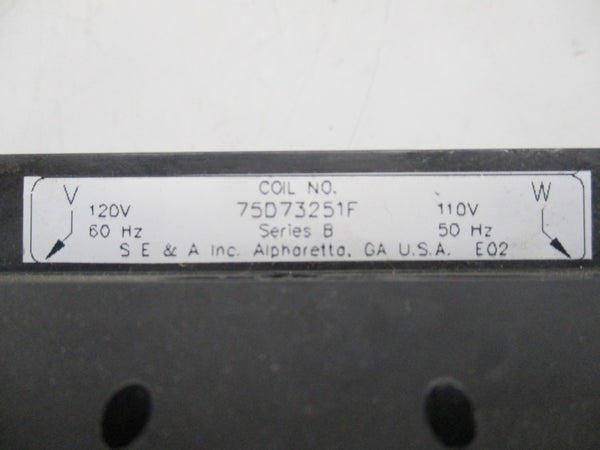 COIL NO.
V W
120V 75D73251F 110V
60 Hz Series B 50 Hz
S E & A Inc. Alpharetta, GA U.S.A. E02